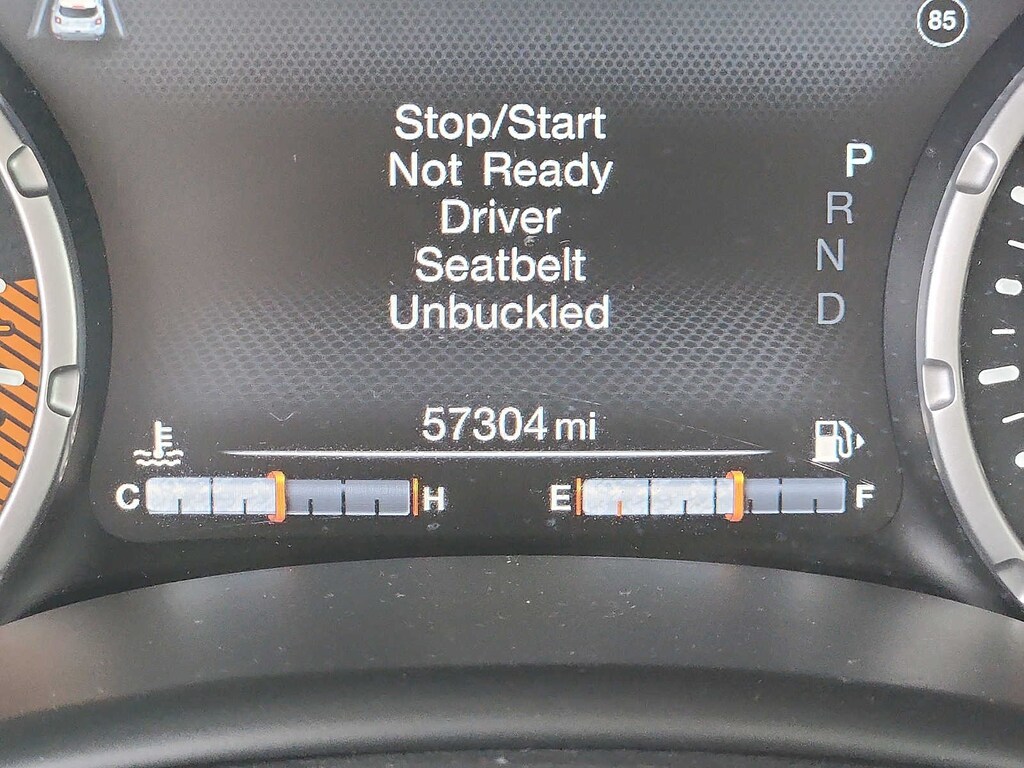 85
Stop/Start
Not Ready
Driver
Seatbelt
Unbuckled
P
R
N
D
57304 mi
C H E F